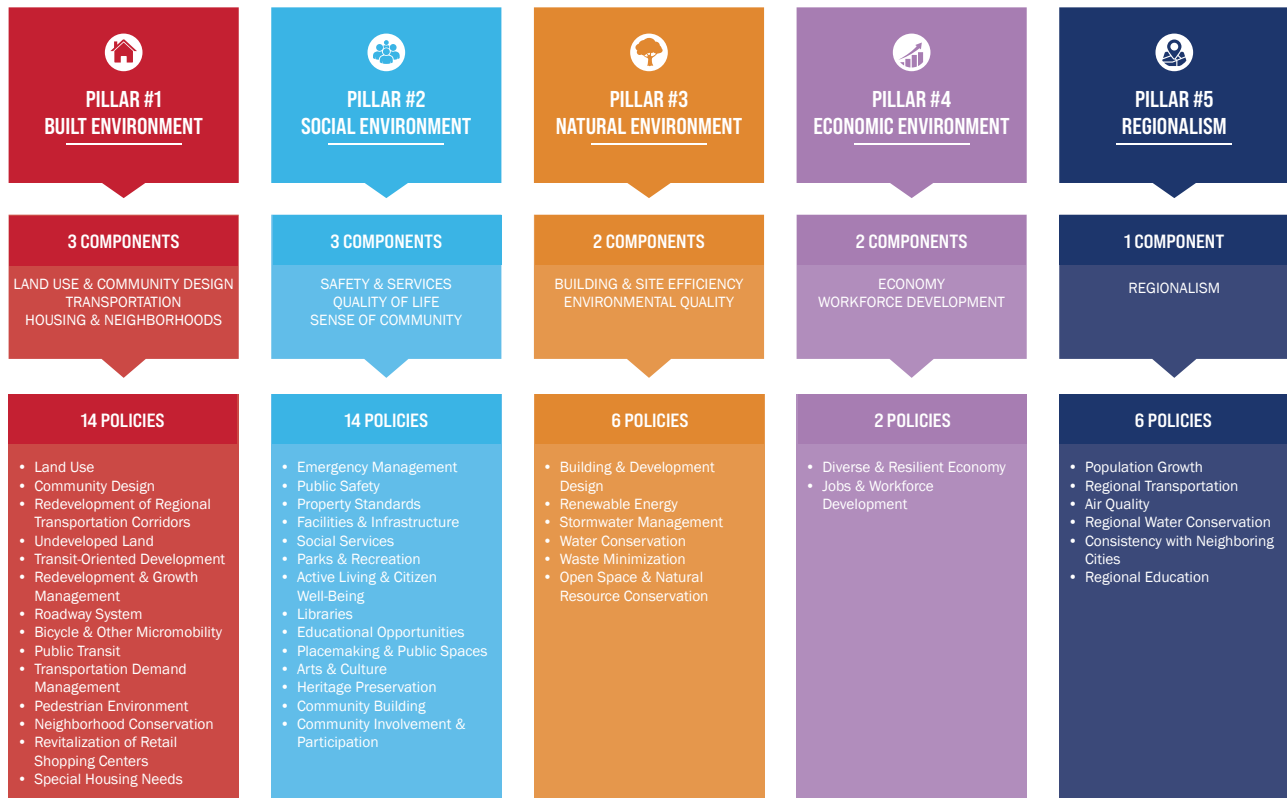 PILLAR #1
BUILT ENVIRONMENT
3 COMPONENTS
LAND USE & COMMUNITY DESIGN
TRANSPORTATION
HOUSING & NEIGHBORHOODS
14 POLICIES
• Land Use
• Community Design
• Redevelopment of Regional
Transportation Corridors
• Undeveloped Land
• Transit-Oriented Development
• Redevelopment & Growth
Management
• Roadway System
• Bicycle & Other Micromobility
• Public Transit
• Transportation Demand
Management
• Pedestrian Environment
• Neighborhood Conservation
• Revitalization of Retail
Shopping Centers
• Special Housing Needs
PILLAR #2
SOCIAL ENVIRONMENT
3 COMPONENTS
SAFETY & SERVICES
QUALITY OF LIFE
SENSE OF COMMUNITY
14 POLICIES
• Emergency Management
• Public Safety
• Property Standards
• Facilities & Infrastructure
• Social Services
• Parks & Recreation
• Active Living & Citizen
Well-Being
• Libraries
• Educational Opportunities
• Placemaking & Public Spaces
• Arts & Culture
• Heritage Preservation
• Community Building
• Community Involvement &
Participation
PILLAR #3
NATURAL ENVIRONMENT
2 COMPONENTS
BUILDING & SITE EFFICIENCY
ENVIRONMENTAL QUALITY
6 POLICIES
• Building & Development
Design
• Renewable Energy
• Stormwater Management
• Water Conservation
• Waste Minimization
• Open Space & Natural
Resource Conservation
PILLAR #4
ECONOMIC ENVIRONMENT
2 COMPONENTS
ECONOMY
WORKFORCE DEVELOPMENT
2 POLICIES
• Diverse & Resilient Economy
• Jobs & Workforce
Development
PILLAR #5
REGIONALISM
1 COMPONENT
REGIONALISM
6 POLICIES
• Population Growth
• Regional Transportation
• Air Quality
• Regional Water Conservation
• Consistency with Neighboring
Cities
• Regional Education